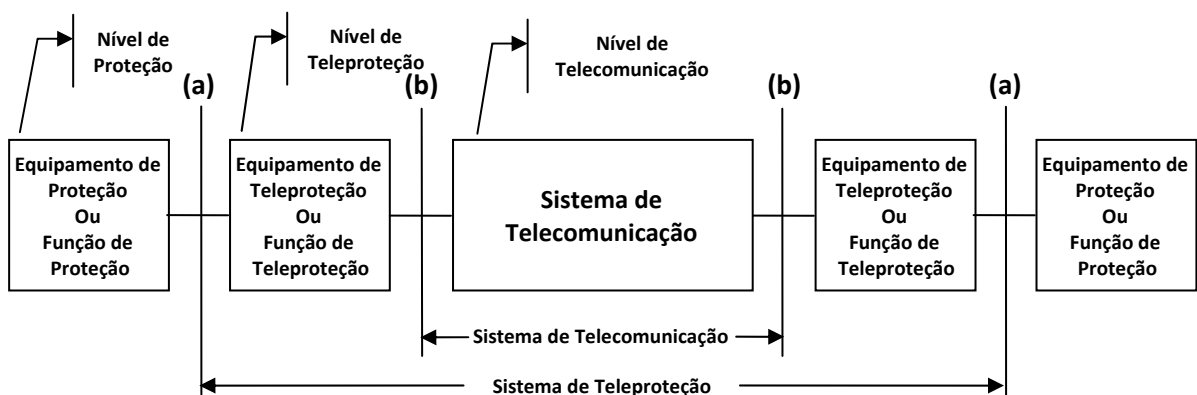 Nível de
Proteção
(a)
Nível de
Teleproteção
(b)
Nível de
Telecomunicação
(b)
(a)
Equipamento de
Proteção
Ou
Função de
Proteção
Equipamento de
Teleproteção
Ou
Função de
Teleproteção
Sistema de
Telecomunicação
Equipamento de
Teleproteção
Ou
Função de
Teleproteção
Equipamento de
Proteção
Ou
Função de
Proteção
Sistema de Telecomunicação
Sistema de Teleproteção